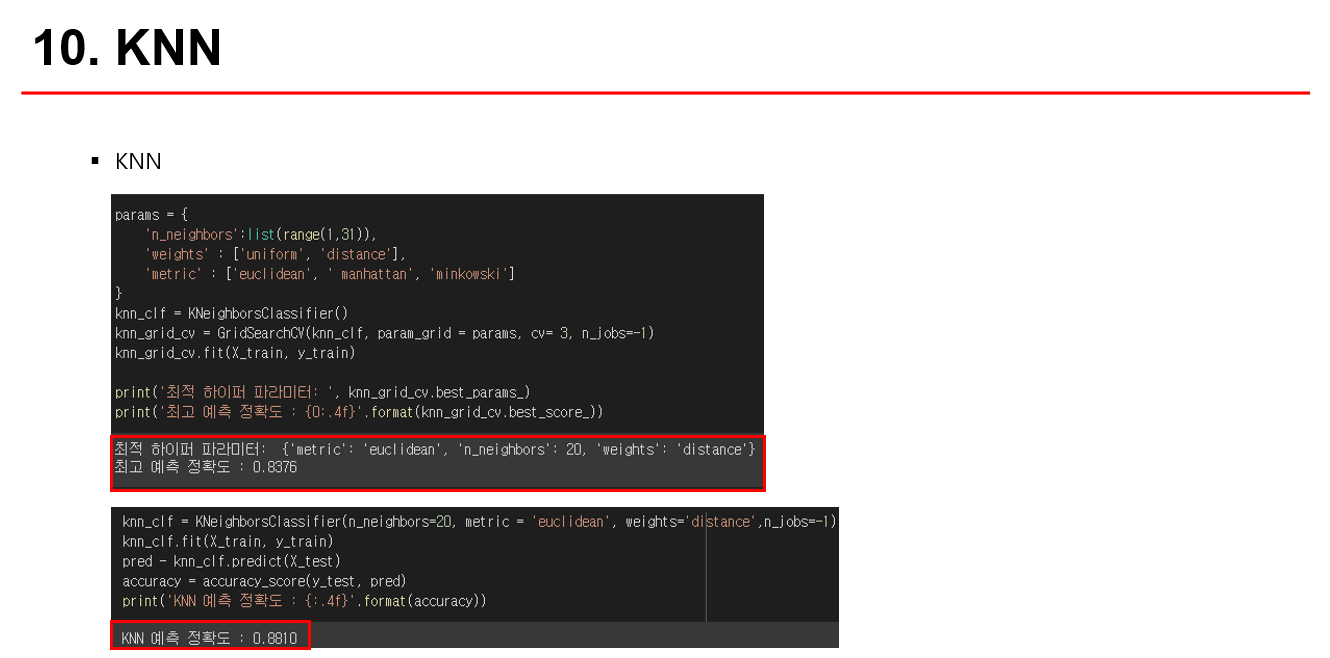 10. KNN
▪ KNN
params = {
    'n_neighbors':list(range(1,31)),
    'weights' : ['uniform', 'distance'],
    'metric' : ['euclidean', ' manhattan', 'minkowski']
}
knn_clf = KNeighborsClassifier()
knn_grid_cv = GridSearchCV(knn_clf, param_grid = params, cv= 3, n_jobs=-1)
knn_grid_cv.fit(X_train, y_train)
print('최적 하이퍼 파라미터: ', knn_grid_cv.best_params_)
print('최고 예측 정확도 : {0:.4f}'.format(knn_grid_cv.best_score_))
최적 하이퍼 파라미터:  {'metric': 'euclidean', 'n_neighbors': 20, 'weights': 'distance'}
최고 예측 정확도 : 0.8376
knn_clf = KNeighborsClassifier(n_neighbors=20, metric = 'euclidean', weights='distance',n_jobs=-1)
knn_clf.fit(X_train, y_train)
pred - knn_clf.predict(X_test)
accuracy = accuracy_score(y_test, pred)
print('KNN 예측 정확도 : {:.4f}'.format(accuracy))
KNN 예측 정확도 : 0.8810